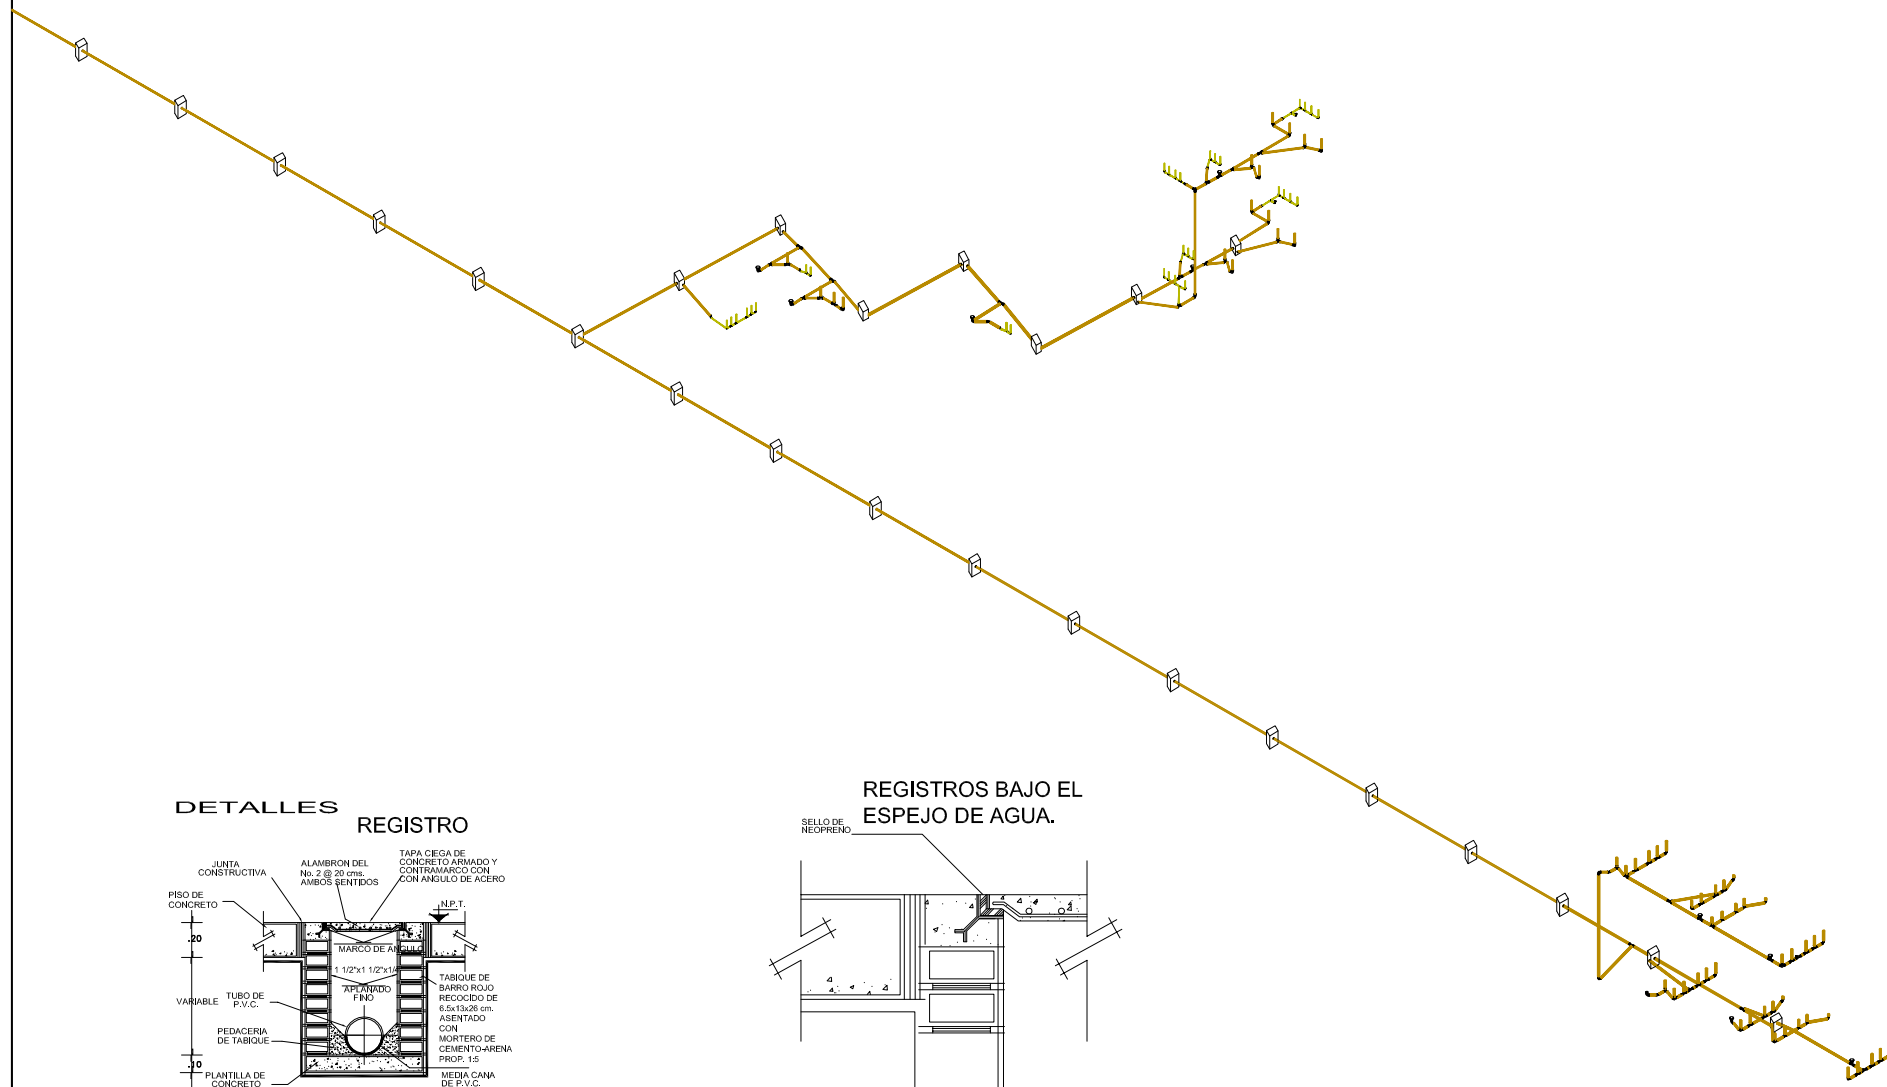 DETALLES
REGISTRO
JUNTA
CONSTRUCTIVA
ALAMBRON DEL
No. 2 @ 20 cms.
AMBOS SENTIDOS
TAPA CIEGA DE
CONCRETO ARMADO Y
CONTRAMARCO CON
CON ANGULO DE ACERO
PISO DE
CONCRETO
N.P.T.
.20
MARCO DE ANGULO
1 1/2"x1 1/2"x1/4
APLANADO
FINO
VARIABLE
TUBO DE
P.V.C.
TABIQUE DE
BARRO ROJO
RECOCIDO DE
6.5x13x26 cm.
ASENTADO
CON
MORTERO DE
CEMENTO-ARENA
PROP. 1:5
PEDACERIA
DE TABIQUE
.10
PLANTILLA DE
CONCRETO
MEDIA CANA
DE P.V.C.
REGISTROS BAJO EL
ESPEJO DE AGUA.
SELLO DE
NEOPRENO